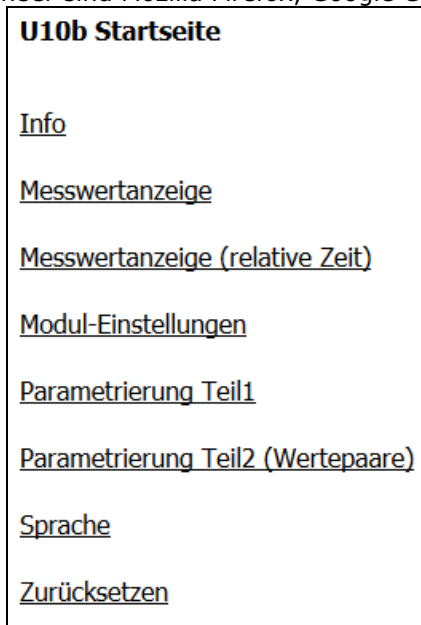 U10b Startseite
Info
Messwertanzeige
Messwertanzeige (relative Zeit)
Modul-Einstellungen
Parametrierung Teil1
Parametrierung Teil2 (Wertepaare)
Sprache
Zurücksetzen